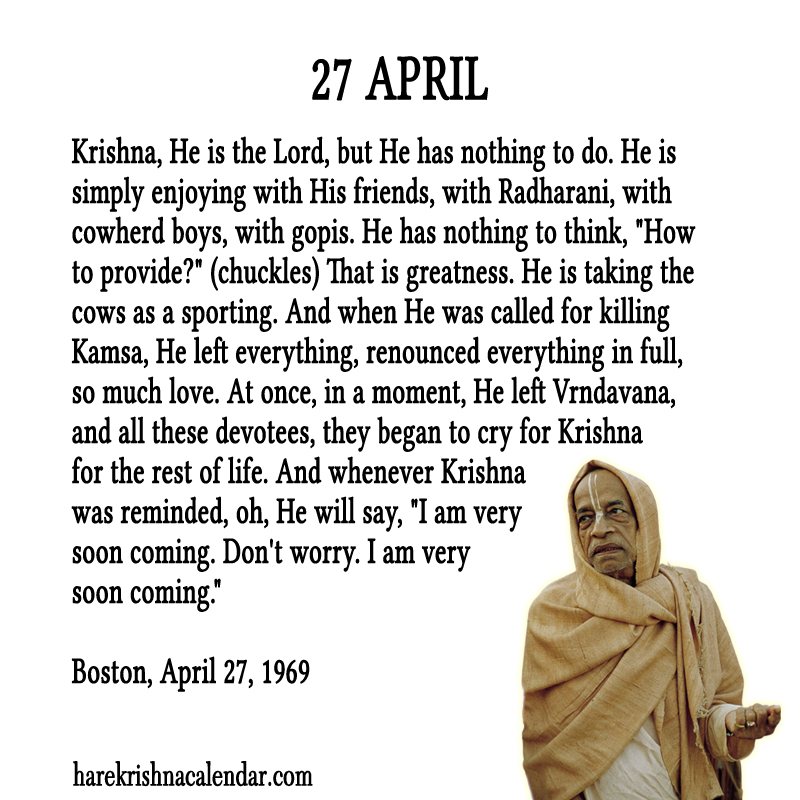 27 APRIL
Krishna, He is the Lord, but He has nothing to do. He is
simply enjoying with His friends, with Radharani, with
cowherd boys, with gopis. He has nothing to think, "How
to provide?" (chuckles) That is greatness. He is taking the
cows as a sporting. And when He was called for killing
Kamsa, He left everything, renounced everything in full,
so much love. At once, in a moment, He left Vrndavana,
and all these devotees, they began to cry for Krishna
for the rest of life. And whenever Krishna
was reminded, oh, He will say, "I am very
soon coming. Don't worry. I am very
soon coming."
Boston, April 27, 1969
harekrishnacalendar.com